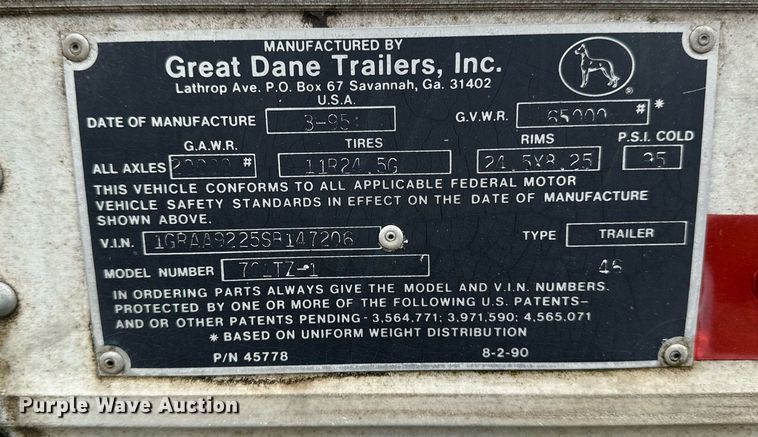 MANUFACTURED BY
Great Dane Trailers, Inc.
Lathrop Ave. P.O. Box 67 Savannah, Ga. 31402
U.S.A.
DATE OF MANUFACTURE 3-95 G.V.W.R. 65000 #*
G.A.W.R. TIRES RIMS P.S.I. COLD
ALL AXLES # 11R24.5G 24.5X8.25 95
THIS VEHICLE CONFORMS TO ALL APPLICABLE FEDERAL MOTOR
VEHICLE SAFETY STANDARDS IN EFFECT ON THE DATE OF MANUFACTURE
SHOWN ABOVE.
V.I.N. 1GRAA9225SB147206 TYPE TRAILER
MODEL NUMBER
IN ORDERING PARTS ALWAYS GIVE THE MODEL AND V.I.N. NUMBERS.
PROTECTED BY ONE OR MORE OF THE FOLLOWING U.S. PATENTS—
AND OR OTHER PATENTS PENDING - 3,564,771; 3,971,590; 4,565,071
* BASED ON UNIFORM WEIGHT DISTRIBUTION
P/N 45778 8-2-90
Purple Wave Auction